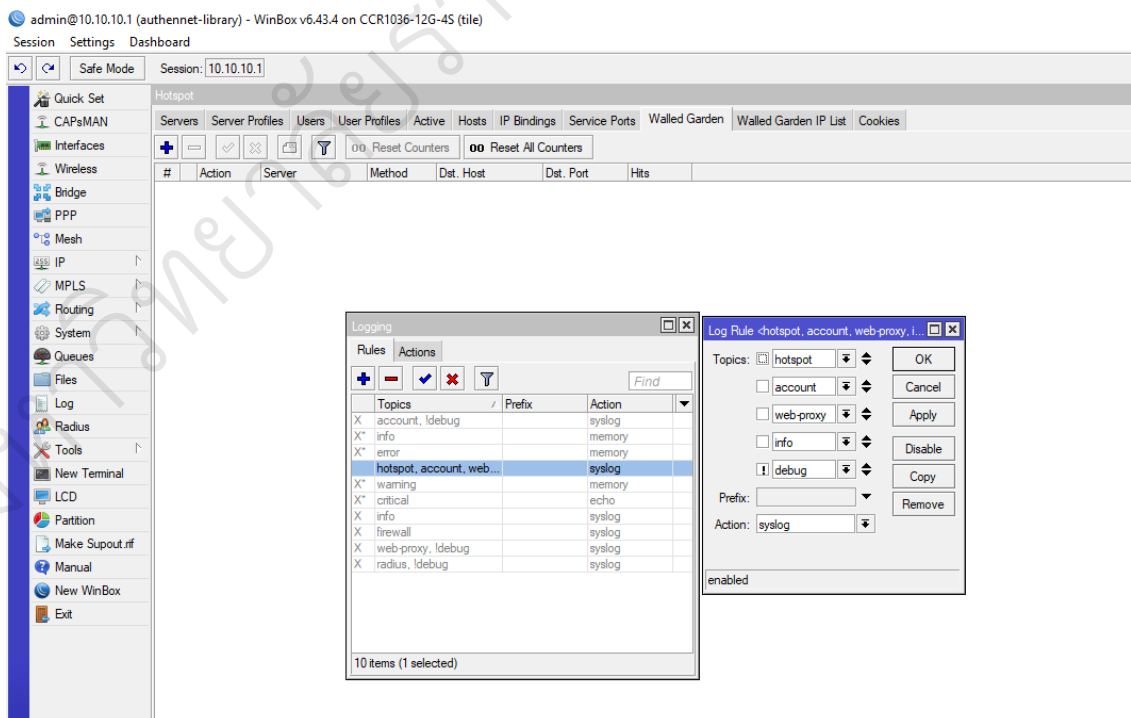 admin@10.10.10.1 (authennet-library) - WinBox v6.43.4 on CCR1036-12G-4S (tile)
Session Settings Dashboard
Safe Mode Session: 10.10.10.1
Quick Set
CAPsMAN
Interfaces
Wireless
Bridge
PPP
Mesh
IP
MPLS
Routing
System
Queues
Files
Log
Radius
Tools
New Terminal
LCD
Partition
Make Supout.rif
Manual
New WinBox
Exit
Hotspot
Servers Server Profiles Users User Profiles Active Hosts IP Bindings Service Ports Walled Garden Walled Garden IP List Cookies
00 Reset Counters 00 Reset All Counters
# Action Server Method Dst. Host Dst. Port Hits
Logging
Rules Actions
Find
Topics Prefix Action
X account, !debug syslog
X* info memory
X* error memory
hotspot, account, web... syslog
X* warning memory
X* critical echo
X info syslog
X firewall syslog
X web-proxy, !debug syslog
X radius, !debug syslog
10 items (1 selected)
Log Rule <hotspot, account, web-proxy, i...
Topics: hotspot
account
web-proxy
info
! debug
Prefix:
Action: syslog
OK
Cancel
Apply
Disable
Copy
Remove
enabled